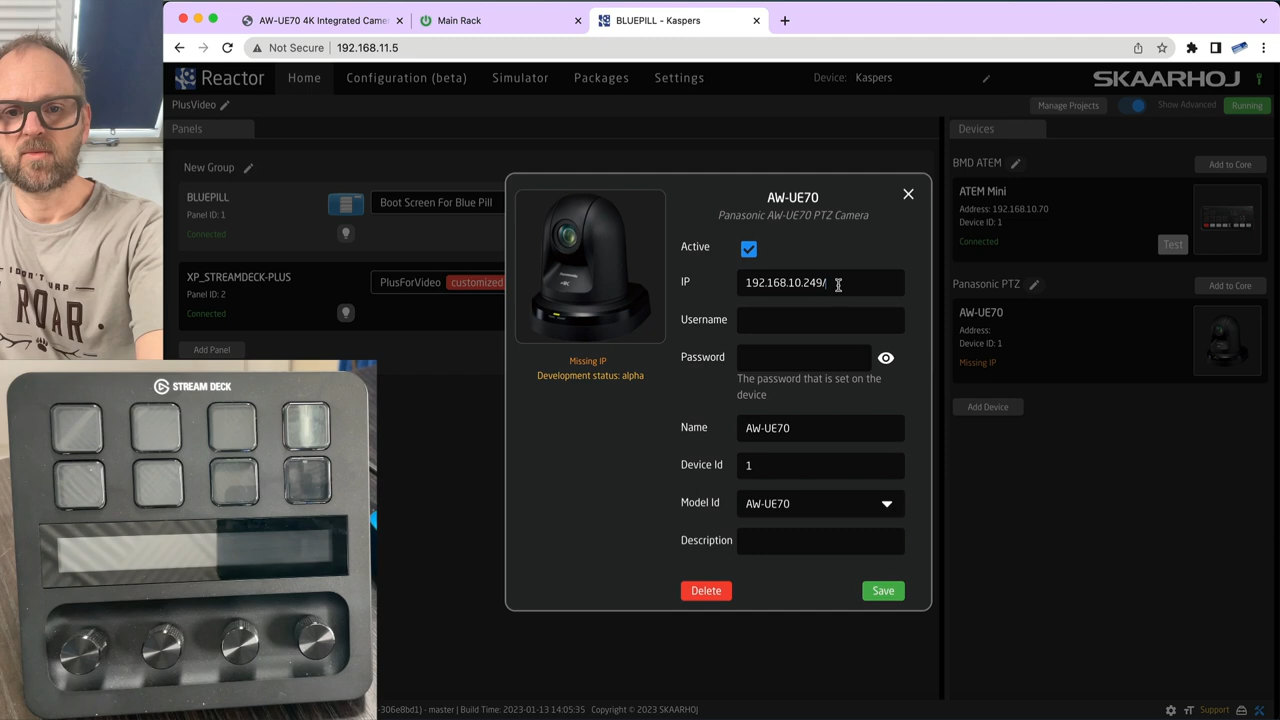 AW-UE70 4K Integrated Came
Main Rack
BLUEPILL - Kaspers
Not Secure
192.168.11.5
Reactor
Home
Configuration (beta)
Simulator
Packages
Settings
Device:
Kaspers
SKAARHOJ
PlusVideo
Manage Projects
Show Advanced
Running
Panels
New Group
BLUEPILL
Panel ID: 1
Connected
Boot Screen For Blue Pill
XP_STREAMDECK-PLUS
Panel ID: 2
Connected
PlusForVideo
customized
Add Panel
AW-UE70
Panasonic AW-UE70 PTZ Camera
Panasonic
4K
Missing IP
Development status: alpha
Active
IP
192.168.10.249/
Username
Password
The password that is set on the
device
Name
AW-UE70
Device Id
1
Model Id
AW-UE70
Description
Delete
Save
Devices
BMD ATEM
Add to Core
ATEM Mini
Address: 192.168.10.70
Device ID: 1
Connected
Test
Panasonic PTZ
Add to Core
AW-UE70
Address:
Device ID: 1
Missing IP
Add Device
I DON'T
ROAR.
STREAM DECK
-306e8bd1) - master | Build Time: 2023-01-13 14:05:35 Copyright © 2023 SKAARHOJ
Support